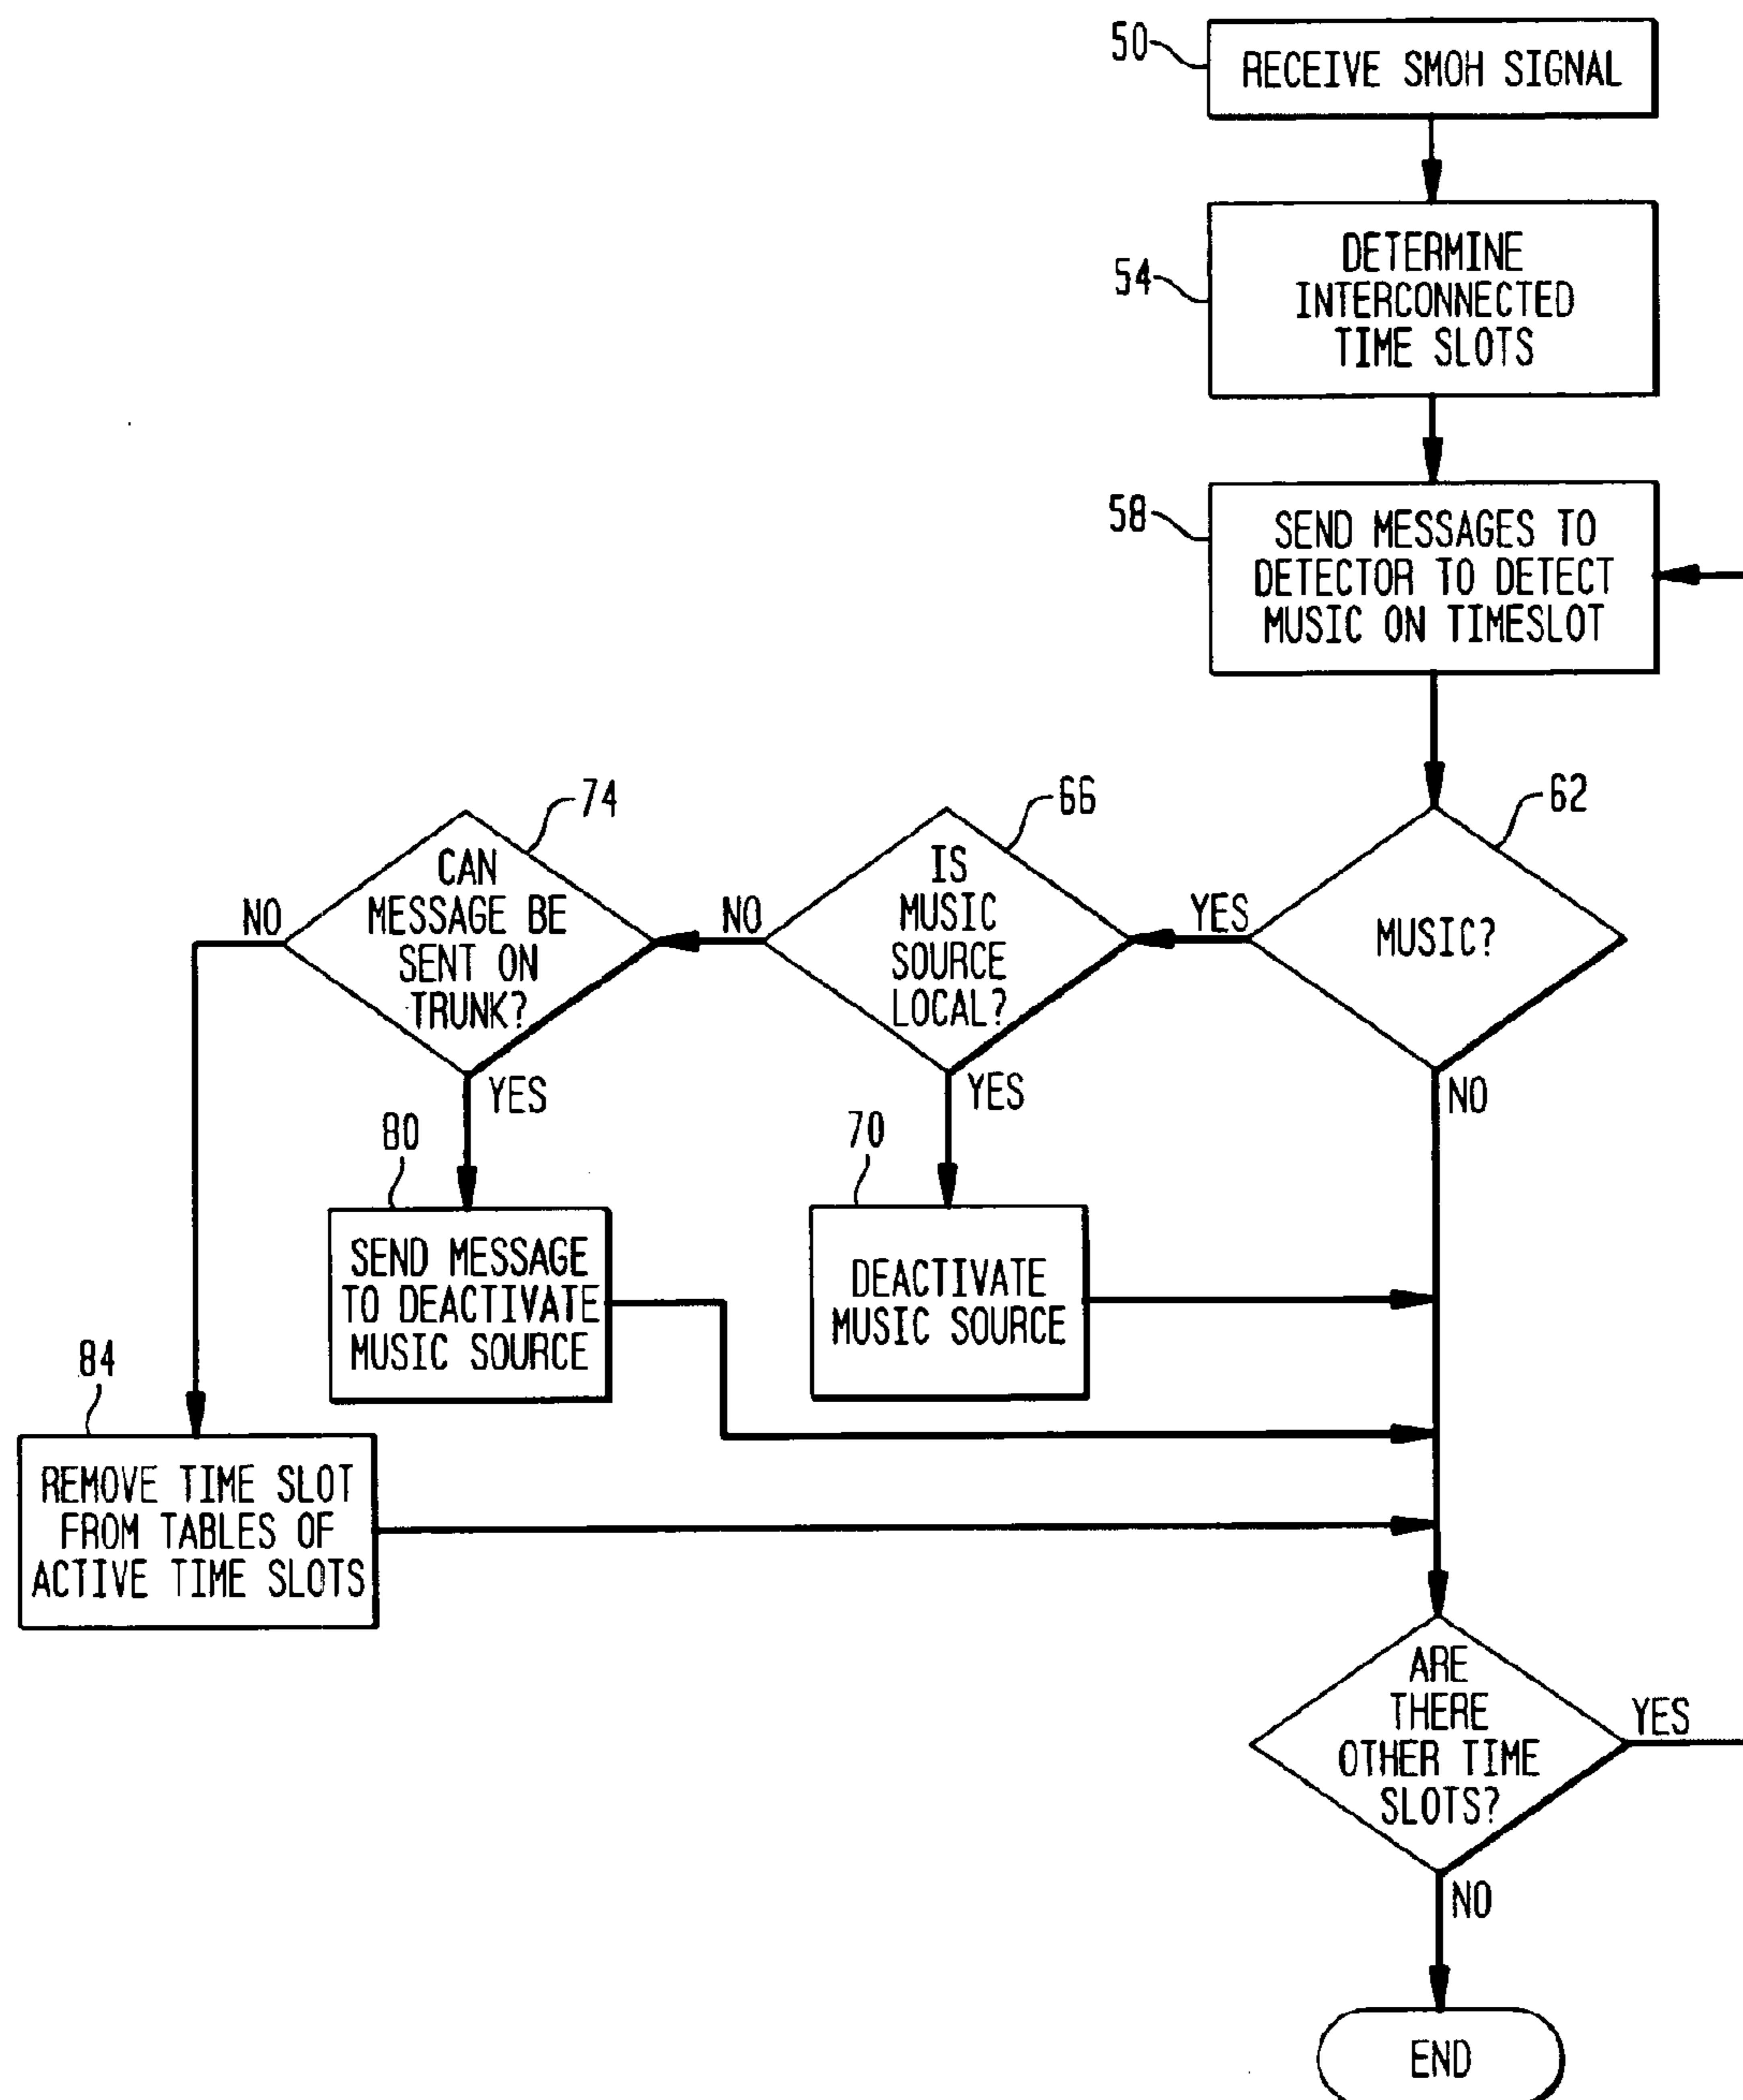 50
RECEIVE SMOH SIGNAL
54
DETERMINE
INTERCONNECTED
TIME SLOTS
58
SEND MESSAGES TO
DETECTOR TO DETECT
MUSIC ON TIMESLOT
62
MUSIC?
YES
NO
66
IS
MUSIC
SOURCE
LOCAL?
NO
YES
74
CAN
MESSAGE BE
SENT ON
TRUNK?
NO
YES
80
SEND MESSAGE
TO DEACTIVATE
MUSIC SOURCE
70
DEACTIVATE
MUSIC SOURCE
84
REMOVE TIME SLOT
FROM TABLES OF
ACTIVE TIME SLOTS
ARE
THERE
OTHER TIME
SLOTS?
YES
NO
END